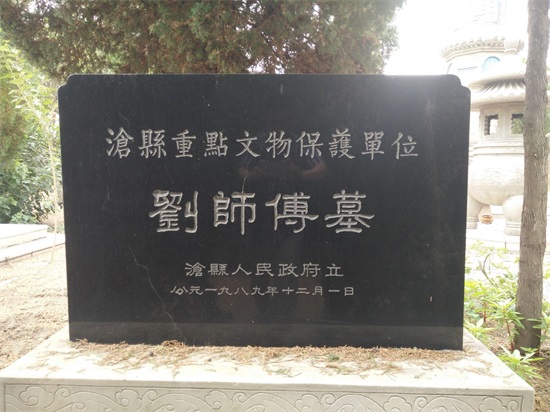 滄縣重點文物保護單位
劉師傅墓
滄縣人民政府立
公元一九八九年十二月一日